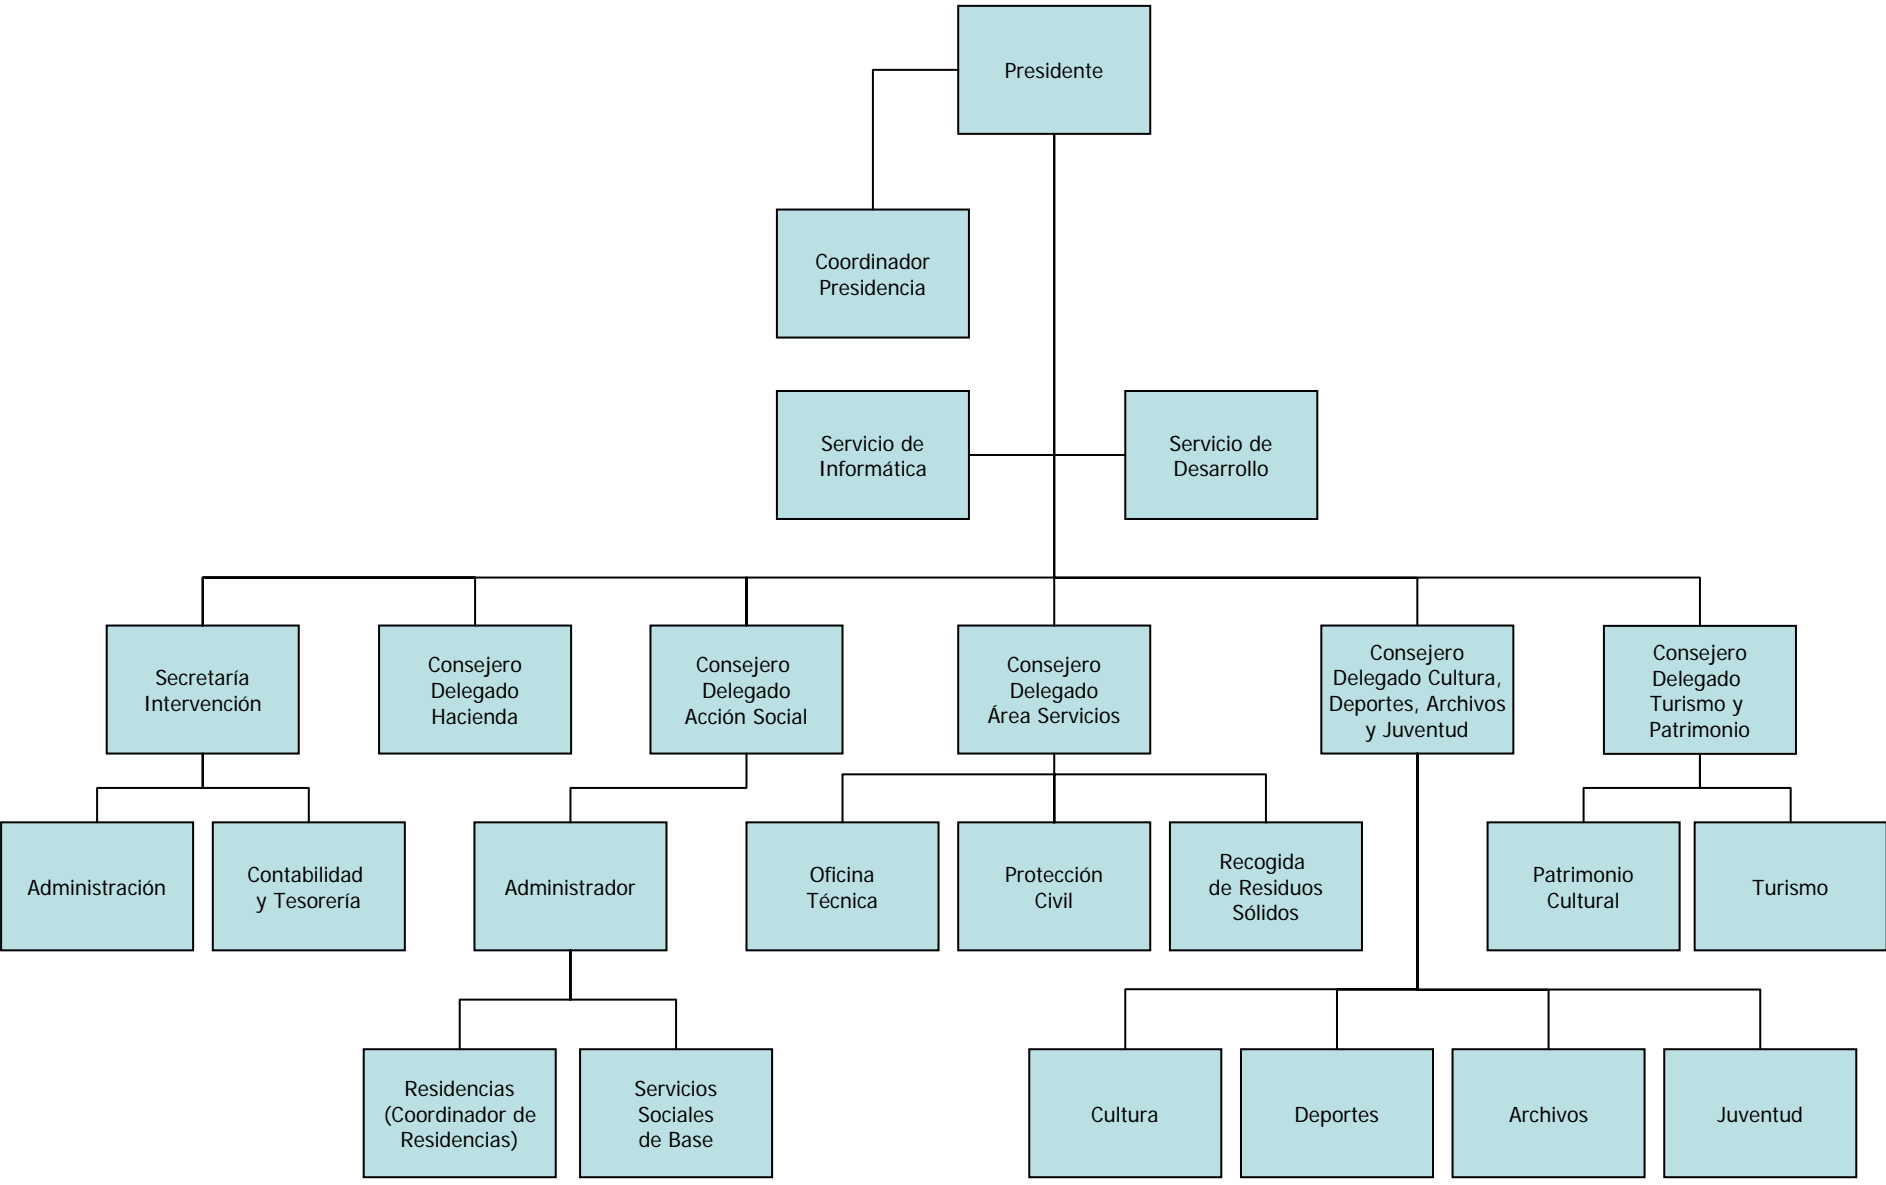 Presidente
Coordinador
Presidencia
Servicio de
Informática
Servicio de
Desarrollo
Secretaría
Intervención
Consejero
Delegado
Hacienda
Consejero
Delegado
Acción Social
Consejero
Delegado
Área Servicios
Consejero
Delegado Cultura,
Deportes, Archivos
y Juventud
Consejero
Delegado
Turismo y
Patrimonio
Administración
Contabilidad
y Tesorería
Administrador
Oficina
Técnica
Protección
Civil
Recogida
de Residuos
Sólidos
Patrimonio
Cultural
Turismo
Residencias
(Coordinador de
Residencias)
Servicios
Sociales
de Base
Cultura
Deportes
Archivos
Juventud